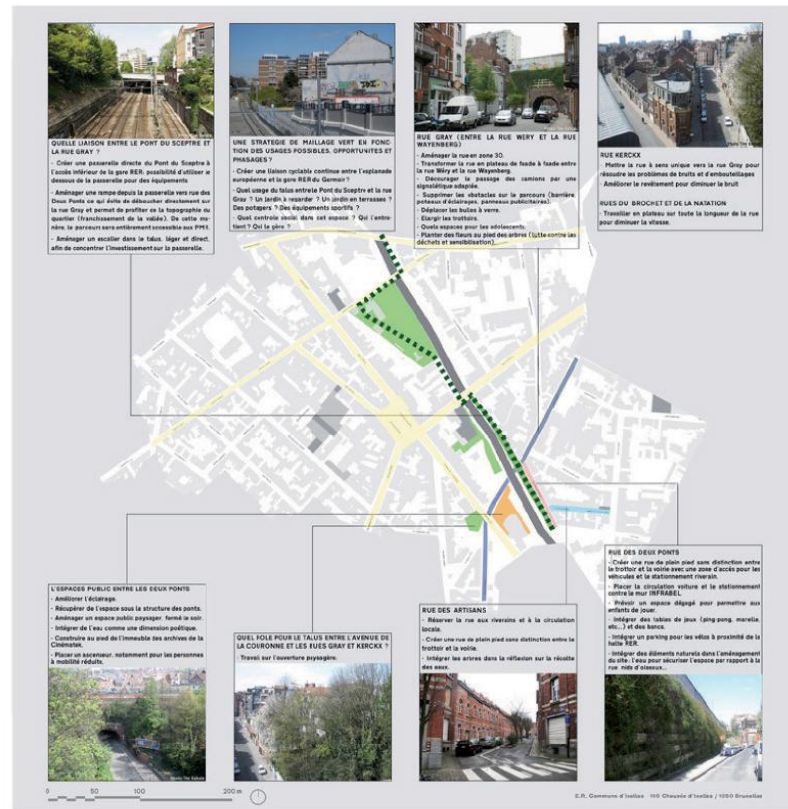 QUELLE LIAISON ENTRE LE PONT DU SCEPTRE ET
LA RUE GRAY ?
- Créer une passerelle directe du Pont du Sceptre à
l'accès inférieur de la gare RER, possibilité d'utiliser le
dessous de la passerelle pour des équipements.
- Aménager une rampe depuis la passerelle vers rue des
Deux Ponts ce qui évite de déboucher directement sur
la rue Gray et permet de profiter de la topographie du
quartier (franchissement de la vallée). De cette ma-
nière, le parcours sera entièrement accessible aux PMR.
- Aménager un escalier dans le talus, léger et direct,
afin de concentrer l'investissement sur la passerelle.
UNE STRATEGIE DE MAILLAGE VERT EN FONC-
TION DES USAGES POSSIBLES, OPPORTUNITES ET
PHASAGES ?
- Créer une liaison cyclable continue entre l'esplanade
européenne et la gare RER du Germoir ?
- Quel usage du talus entre le Pont du Sceptre et la rue
Gray ? Un jardin à regarder ? Un jardin en terrasses ?
Des potagers ? Des équipements sportifs ?
- Quel controle social dans cet espace ? Qui l'entre-
tient ? Qui le gère ?
RUE GRAY (ENTRE LA RUE WERY ET LA RUE
WAYENBERG)
- Aménager la rue en zone 30.
- Transformer la rue en plateau de façade à façade entre
la rue Wéry et la rue Wayenberg.
- Décourager le passage des camions par une
signalétique adaptée.
- Supprimer les obstacles sur le parcours (barrière
poteaux d'éclairages, panneaux publicitaires).
- Déplacer les bulles à verre.
- Elargir les trottoirs.
- Quels espaces pour les adolescents.
- Planter des fleurs au pied des arbres (lutte contre les
déchets et sensibilisation).
RUE KERCKX
- Mettre la rue à sens unique vers la rue Gray pour
résoudre les problèmes de bruits et d'embouteillages
- Améliorer le revêtement pour diminuer le bruit
RUES DU BROCHET ET DE LA NATATION
- Travailler en plateau sur toute la longueur de la rue
pour diminuer la vitesse.
L'ESPACES PUBLIC ENTRE LES DEUX PONTS
- Améliorer l'éclairage.
- Récupérer de l'espace sous la structure des ponts.
- Aménager un espace public paysager, fermé le soir.
- Intégrer de l'eau comme une dimension poétique.
- Construire au pied de l'immeuble des archives de la
Cinématek.
- Placer un ascenseur, notamment pour les personnes
à mobilité réduits.
QUEL FOLE POUR LE TALUS ENTRE L'AVENUE DE
LA COURONNE ET LES RUES GRAY ET KERCKX ?
- Travail sur l'ouverture paysagère.
RUE DES ARTISANS
- Réserver la rue aux riverains et à la circulation
locale.
- Créer une rue de plain pied sans distinction entre le
trottoir et la voirie.
- Intégrer les arbres dans la réflexion sur la récolte
des eaux.
RUE DES DEUX PONTS
- Créer une rue de plain pied sans distinction entre
le trottoir et la voirie avec une zone d'accès pour les
véhicules et le stationnement riverain.
- Placer la circulation voiture et le stationnement
contre le mur INFRABEL.
- Prévoir un espace dégagé pour permettre aux
enfants de jouer.
- Intégrer des tables de jeux (ping-pong, marelle,
etc...) et des bancs.
- Intégrer un parking pour les vélos à proximité de la
halte RER.
- Intégrer des éléments naturels dans l'aménagement
du site : l'eau pour sécuriser l'espace par rapport à la
rue nids d'oiseaux...
0 50 100 200 m
E.R. Commune d'Ixelles 168 Chaussée d'Ixelles / 1050 Bruxelles